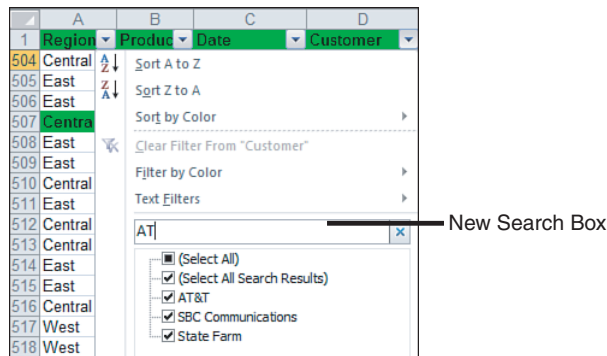 A B C D
1 Region Produc Date Customer
504 Central A Z Sort A to Z
505 East Z A Sort Z to A
506 East
507 Centra Sort by Color
508 East Clear Filter From "Customer"
509 East Filter by Color
510 Central
511 East Text Filters
512 Central AT New Search Box
513 Central
514 East (Select All)
515 East (Select All Search Results)
516 Central AT&T
517 West SBC Communications
518 West State Farm